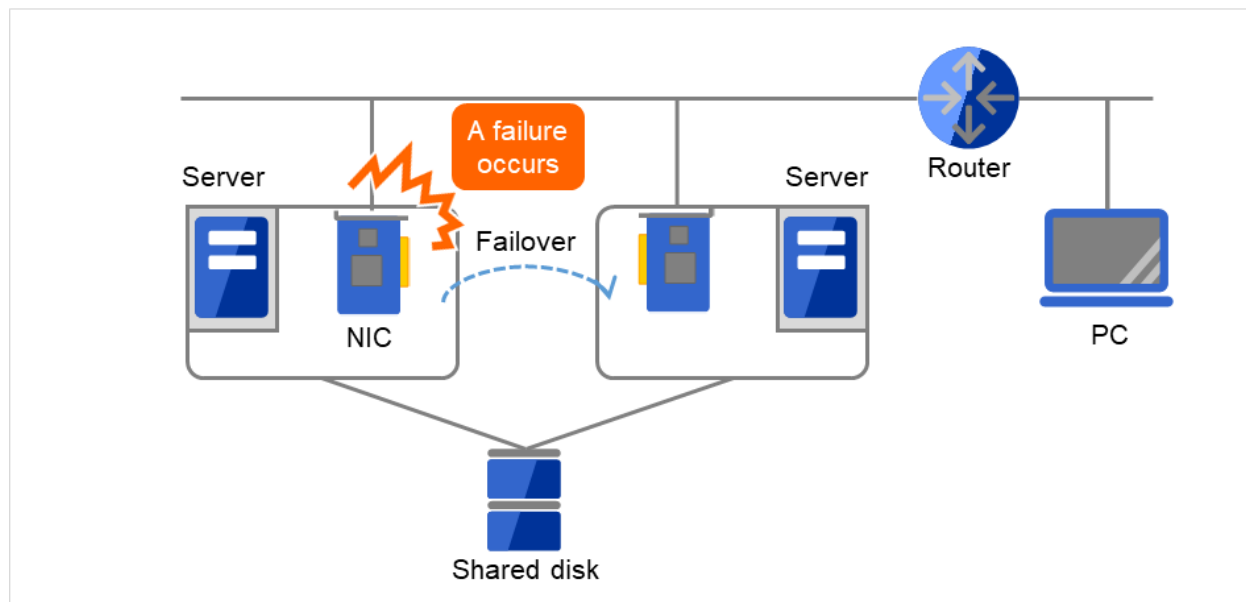 A failure
occurs
Server
Server
Router
Failover
NIC
PC
Shared disk